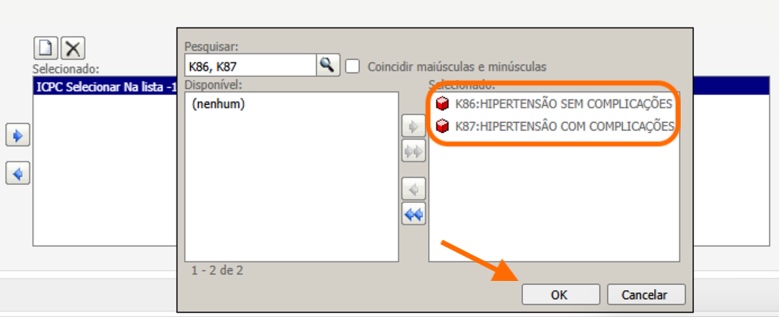 Selecionado:
ICPC Selecionar Na lista -1
Pesquisar:
K86, K87
Coincidir maiúsculas e minúsculas
Disponível:
(nenhum)
1 - 2 de 2
Selecionado:
K86:HIPERTENSÃO SEM COMPLICAÇÕES
K87:HIPERTENSÃO COM COMPLICAÇÕES
OK
Cancelar